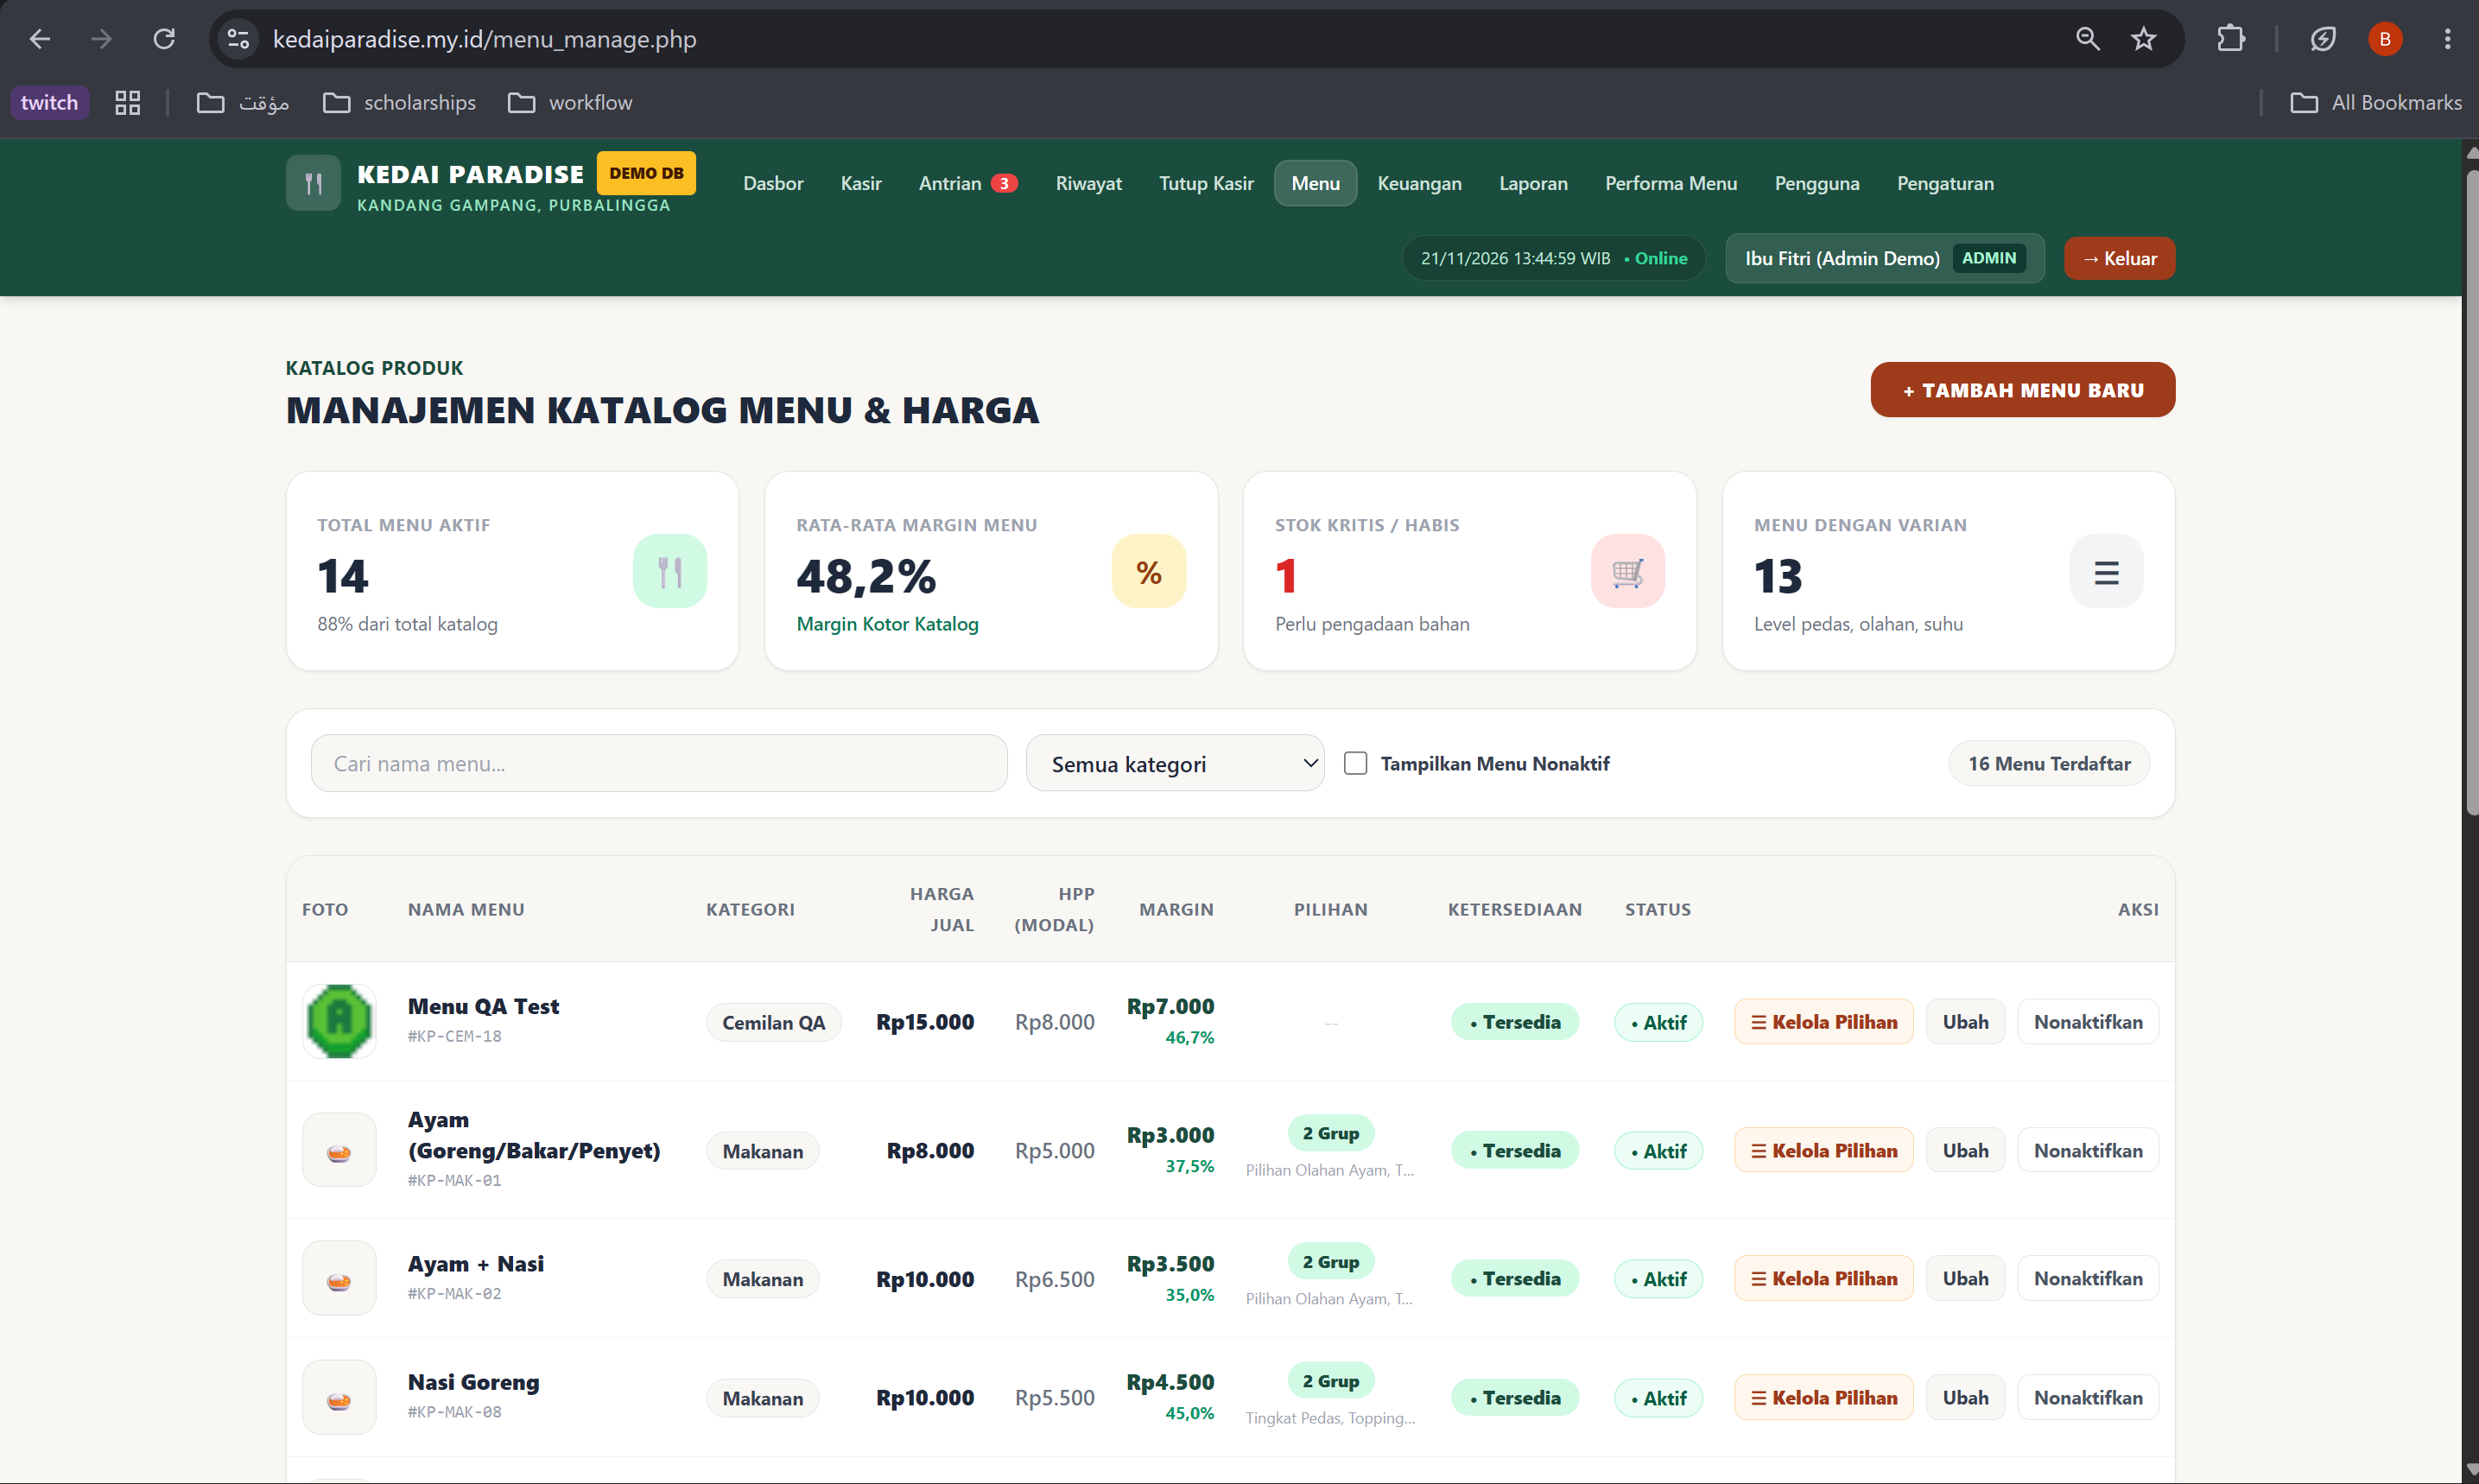 kedaiparadise.my.id/menu_manage.php
B
twitch
مؤقت
scholarships
workflow
All Bookmarks
KEDAI PARADISE
DEMO DB
KANDANG GAMPANG, PURBALINGGA
Dasbor
Kasir
Antrian 3
Riwayat
Tutup Kasir
Menu
Keuangan
Laporan
Performa Menu
Pengguna
Pengaturan
21/11/2026 13:44:59 WIB • Online
Ibu Fitri (Admin Demo) ADMIN
→ Keluar
KATALOG PRODUK
MANAJEMEN KATALOG MENU & HARGA
+ TAMBAH MENU BARU
TOTAL MENU AKTIF
14
88% dari total katalog
RATA-RATA MARGIN MENU
48,2%
Margin Kotor Katalog
%
STOK KRITIS / HABIS
1
Perlu pengadaan bahan
MENU DENGAN VARIAN
13
Level pedas, olahan, suhu
Cari nama menu...
Semua kategori
Tampilkan Menu Nonaktif
16 Menu Terdaftar
FOTO
NAMA MENU
KATEGORI
HARGA JUAL
HPP (MODAL)
MARGIN
PILIHAN
KETERSEDIAAN
STATUS
AKSI
A
Menu QA Test
#KP-CEM-18
Cemilan QA
Rp15.000
Rp8.000
Rp7.000
46,7%
--
• Tersedia
• Aktif
☰ Kelola Pilihan
Ubah
Nonaktifkan
Ayam
(Goreng/Bakar/Penyet)
#KP-MAK-01
Makanan
Rp8.000
Rp5.000
Rp3.000
37,5%
2 Grup
Pilihan Olahan Ayam, T...
• Tersedia
• Aktif
☰ Kelola Pilihan
Ubah
Nonaktifkan
Ayam + Nasi
#KP-MAK-02
Makanan
Rp10.000
Rp6.500
Rp3.500
35,0%
2 Grup
Pilihan Olahan Ayam, T...
• Tersedia
• Aktif
☰ Kelola Pilihan
Ubah
Nonaktifkan
Nasi Goreng
#KP-MAK-08
Makanan
Rp10.000
Rp5.500
Rp4.500
45,0%
2 Grup
Tingkat Pedas, Topping...
• Tersedia
• Aktif
☰ Kelola Pilihan
Ubah
Nonaktifkan